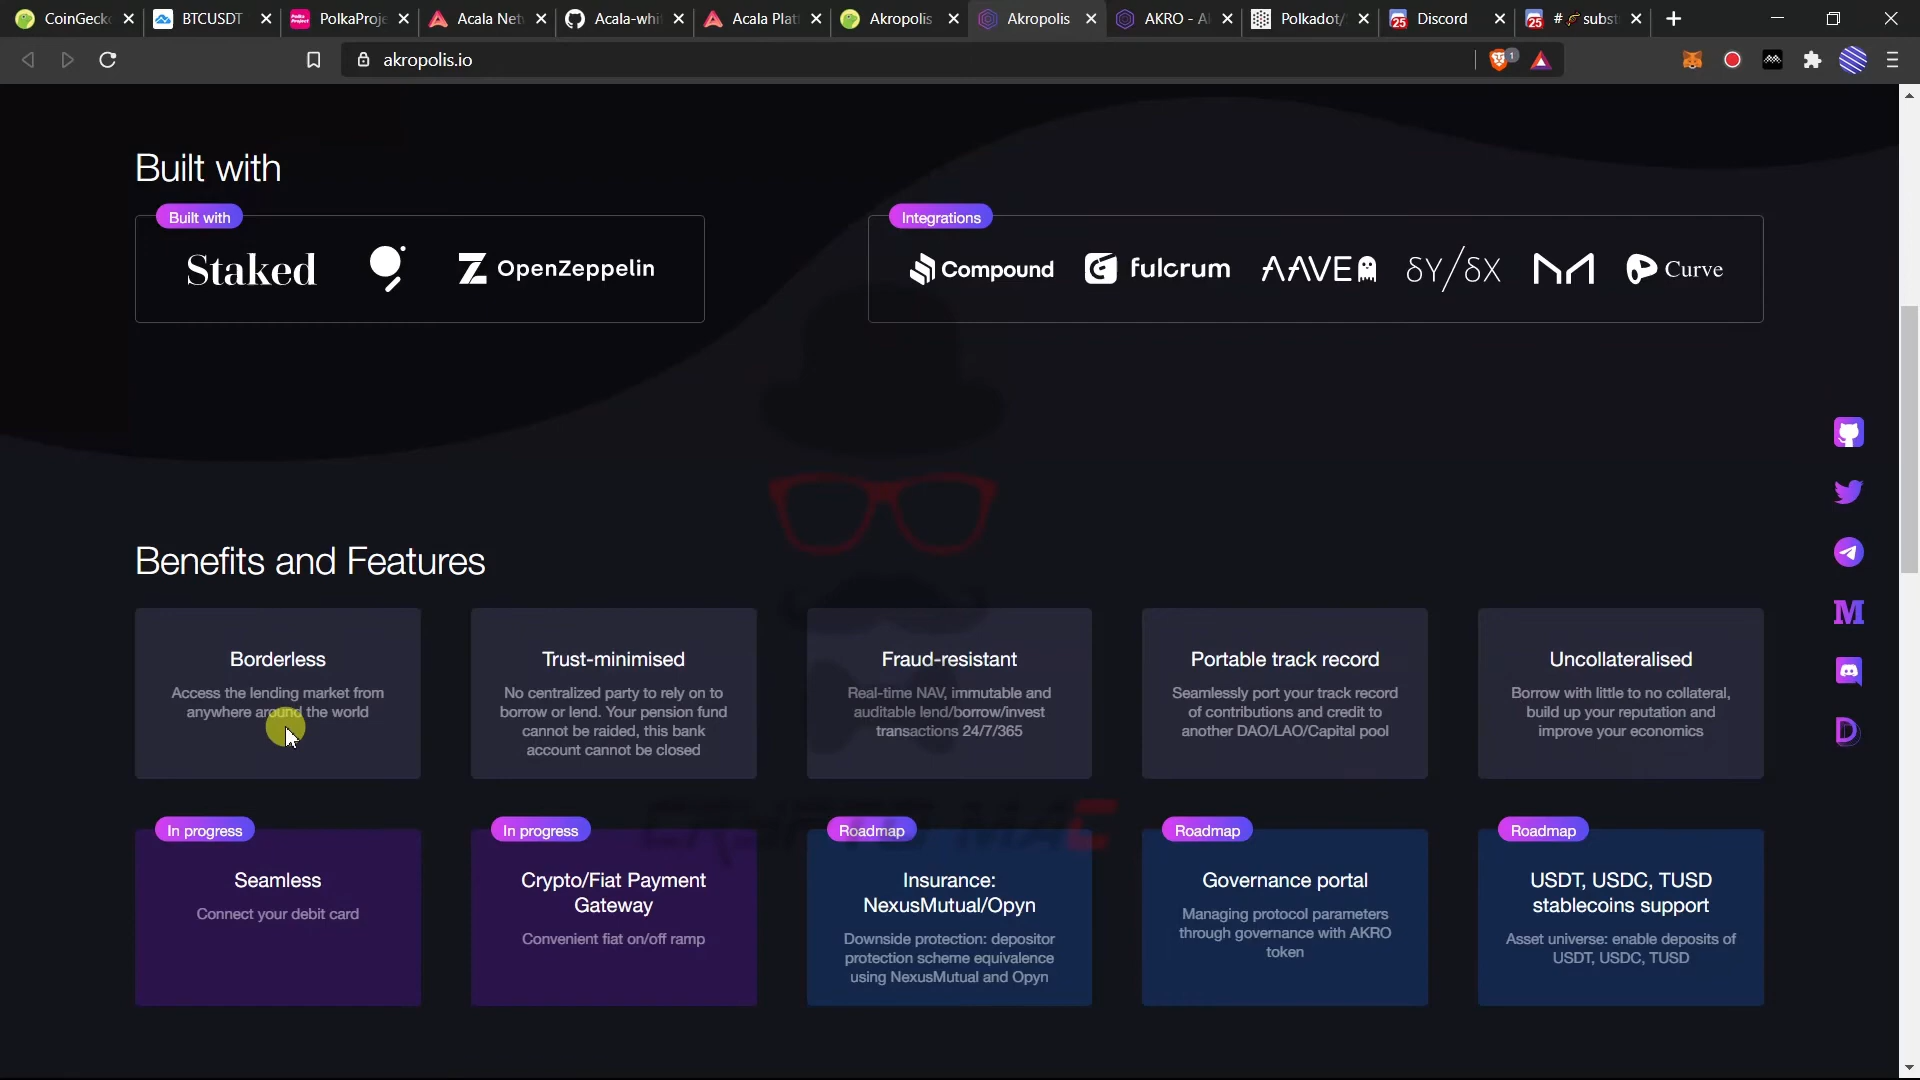 CoinGeck
BTCUSDT
PolkaProje
Acala Net
Acala-whi
Acala Plat
Akropolis
Akropolis
AKRO - A
Polkadot/
Discord
# subst
akropolis.io
1
Built with
Built with
Integrations
Staked
OpenZeppelin
Compound
fulcrum
AAVE
δY/δX
Curve
Benefits and Features
Borderless
Access the lending market from
anywhere around the world
Trust-minimised
No centralized party to rely on to
borrow or lend. Your pension fund
cannot be raided, this bank
account cannot be closed
Fraud-resistant
Real-time NAV, immutable and
auditable lend/borrow/invest
transactions 24/7/365
Portable track record
Seamlessly port your track record
of contributions and credit to
another DAO/LAO/Capital pool
Uncollateralised
Borrow with little to no collateral,
build up your reputation and
improve your economics
In progress
Seamless
Connect your debit card
In progress
Crypto/Fiat Payment
Gateway
Convenient fiat on/off ramp
Roadmap
Insurance:
NexusMutual/Opyn
Downside protection: depositor
protection scheme equivalence
using NexusMutual and Opyn
Roadmap
Governance portal
Managing protocol parameters
through governance with AKRO
token
Roadmap
USDT, USDC, TUSD
stablecoins support
Asset universe: enable deposits of
USDT, USDC, TUSD
CRYPTO MAC